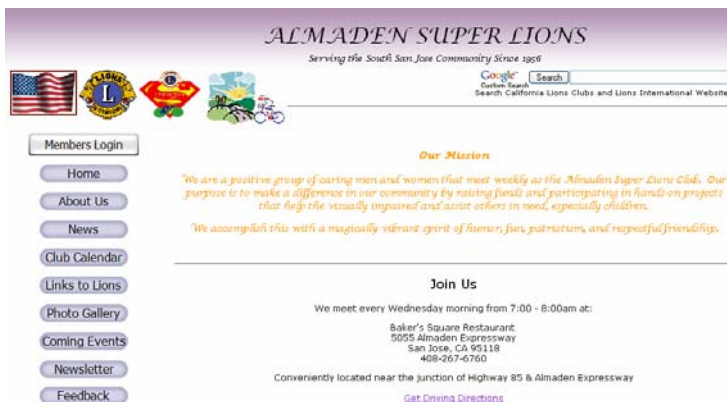 ALMADEN SUPER LIONS
Serving the South San Jose Community Since 1956
LIONS
L
Google
Custom Search
Search
Search California Lions Clubs and Lions International Website
Members Login
Home
About Us
News
Club Calendar
Links to Lions
Photo Gallery
Coming Events
Newsletter
Feedback
Our Mission
We are a positive group of caring men and women that meet weekly as the Almaden Super Lions Club. Our
purpose is to make a difference in our community by raising funds and participating in hands-on projects
that help the visually impaired and assist others in need, especially children.
We accomplish this with a magically vibrant spirit of humor, fun, patriotism, and respectful friendship.
Join Us
We meet every Wednesday morning from 7:00 - 8:00am at:
Baker's Square Restaurant
5055 Almaden Expressway
San Jose, CA 95118
408-267-6760
Conveniently located near the junction of Highway 85 & Almaden Expressway
Get Driving Directions